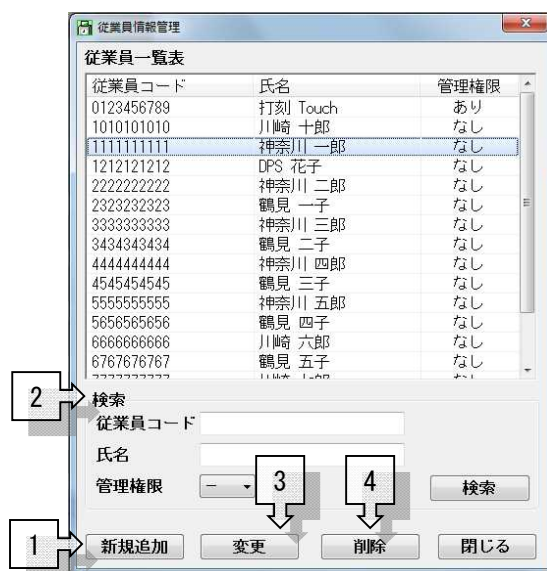 従業員情報管理
従業員一覧表
従業員コード 氏名 管理権限
0123456789 打刻 Touch あり
1010101010 川崎 十郎 なし
1111111111 神奈川 一郎 なし
1212121212 DPS 花子 なし
2222222222 神奈川 二郎 なし
2323232323 鶴見 一子 なし
3333333333 神奈川 三郎 なし
3434343434 鶴見 二子 なし
4444444444 神奈川 四郎 なし
4545454545 鶴見 三子 なし
5555555555 神奈川 五郎 なし
5656565656 鶴見 四子 なし
6666666666 川崎 六郎 なし
6767676767 鶴見 五子 なし
2 検索
従業員コード
氏名
3 4
管理権限 － 検索
1 新規追加 変更 削除 閉じる